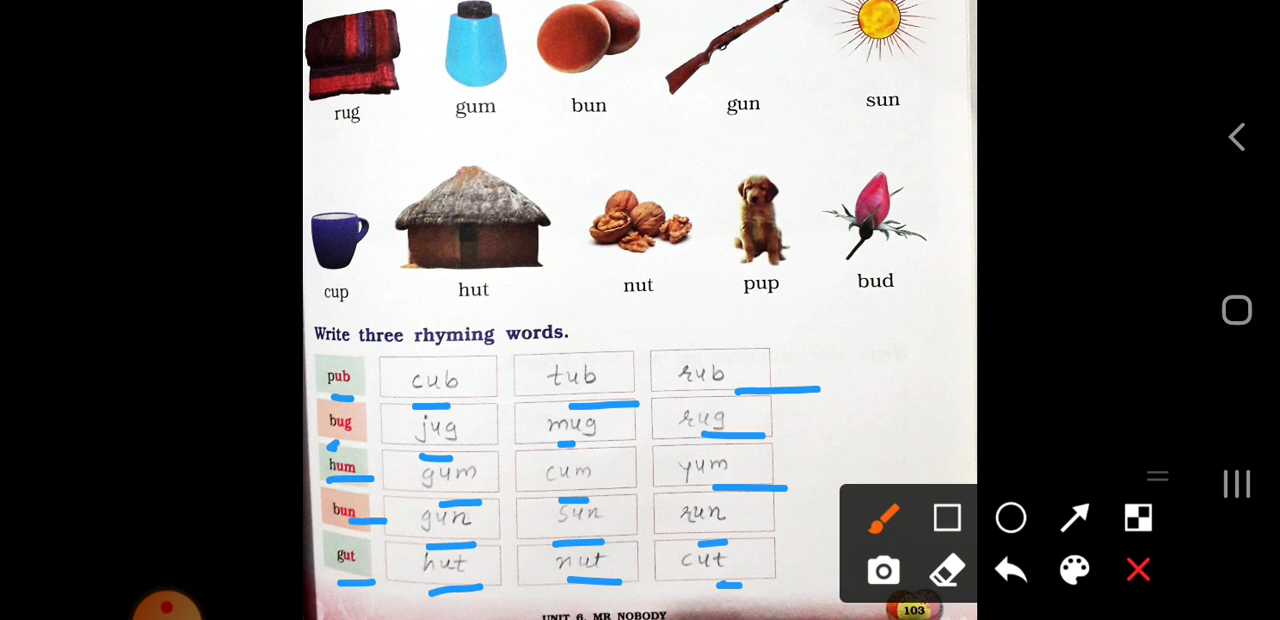 rug gum bun gun sun
cup hut nut pup bud
Write three rhyming words.
pub cub tub rub
bug jug mug rug
hum gum cum yum
bun gun sun run
gut hut nut cut
UNIT 6. MR NOBODY 103